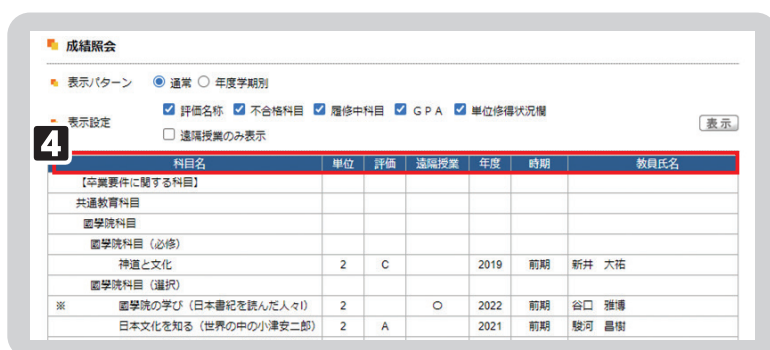 成績照会
表示パターン 通常 年度学期別
表示設定 評価名称 不合格科目 履修中科目 GPA 単位修得状況欄
遠隔授業のみ表示
表示
4
科目名 単位 評価 遠隔授業 年度 時期 教員氏名
【卒業要件に関する科目】
共通教育科目
國學院科目
國學院科目（必修）
神道と文化 2 C 2019 前期 新井 大祐
國學院科目（選択）
※ 國學院の学び（日本書紀を読んだ人々Ⅰ） 2 ○ 2022 前期 谷口 雅博
日本文化を知る（世界の中の小津安二郎） 2 A 2021 前期 駿河 昌樹